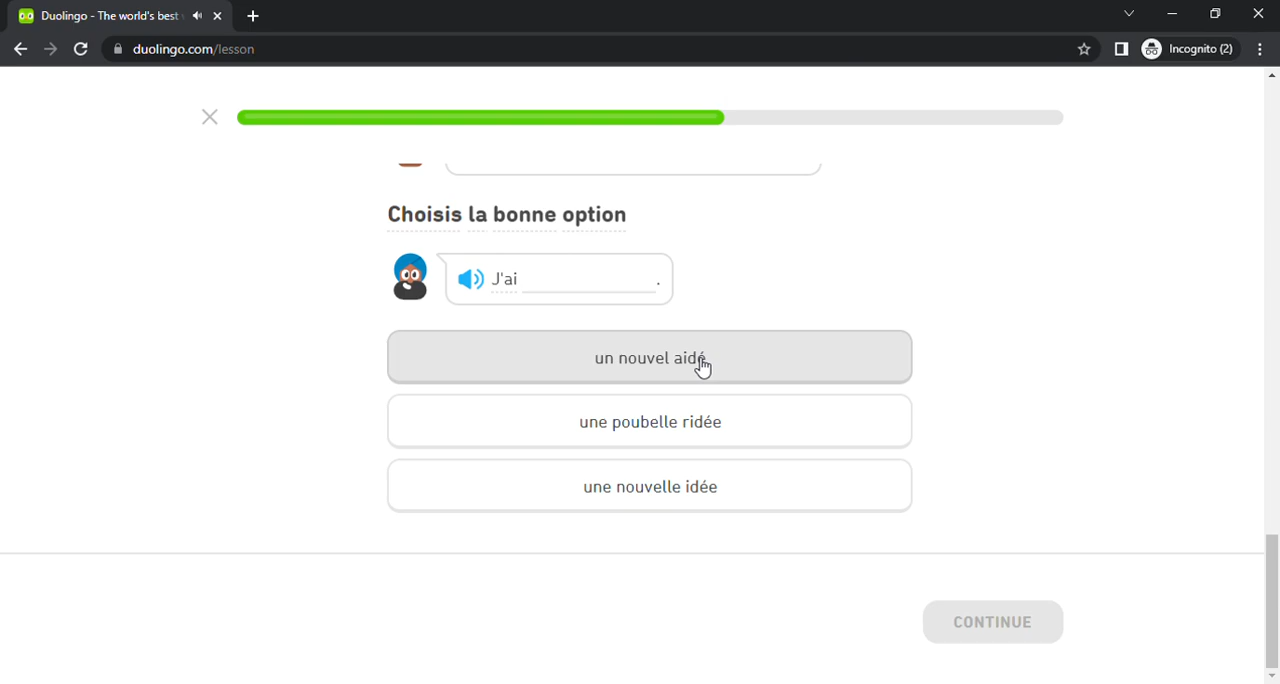 Duolingo - The world's best
duolingo.com/lesson
Incognito (2)
Choisis la bonne option
J'ai .
un nouvel aidé
une poubelle ridée
une nouvelle idée
CONTINUE